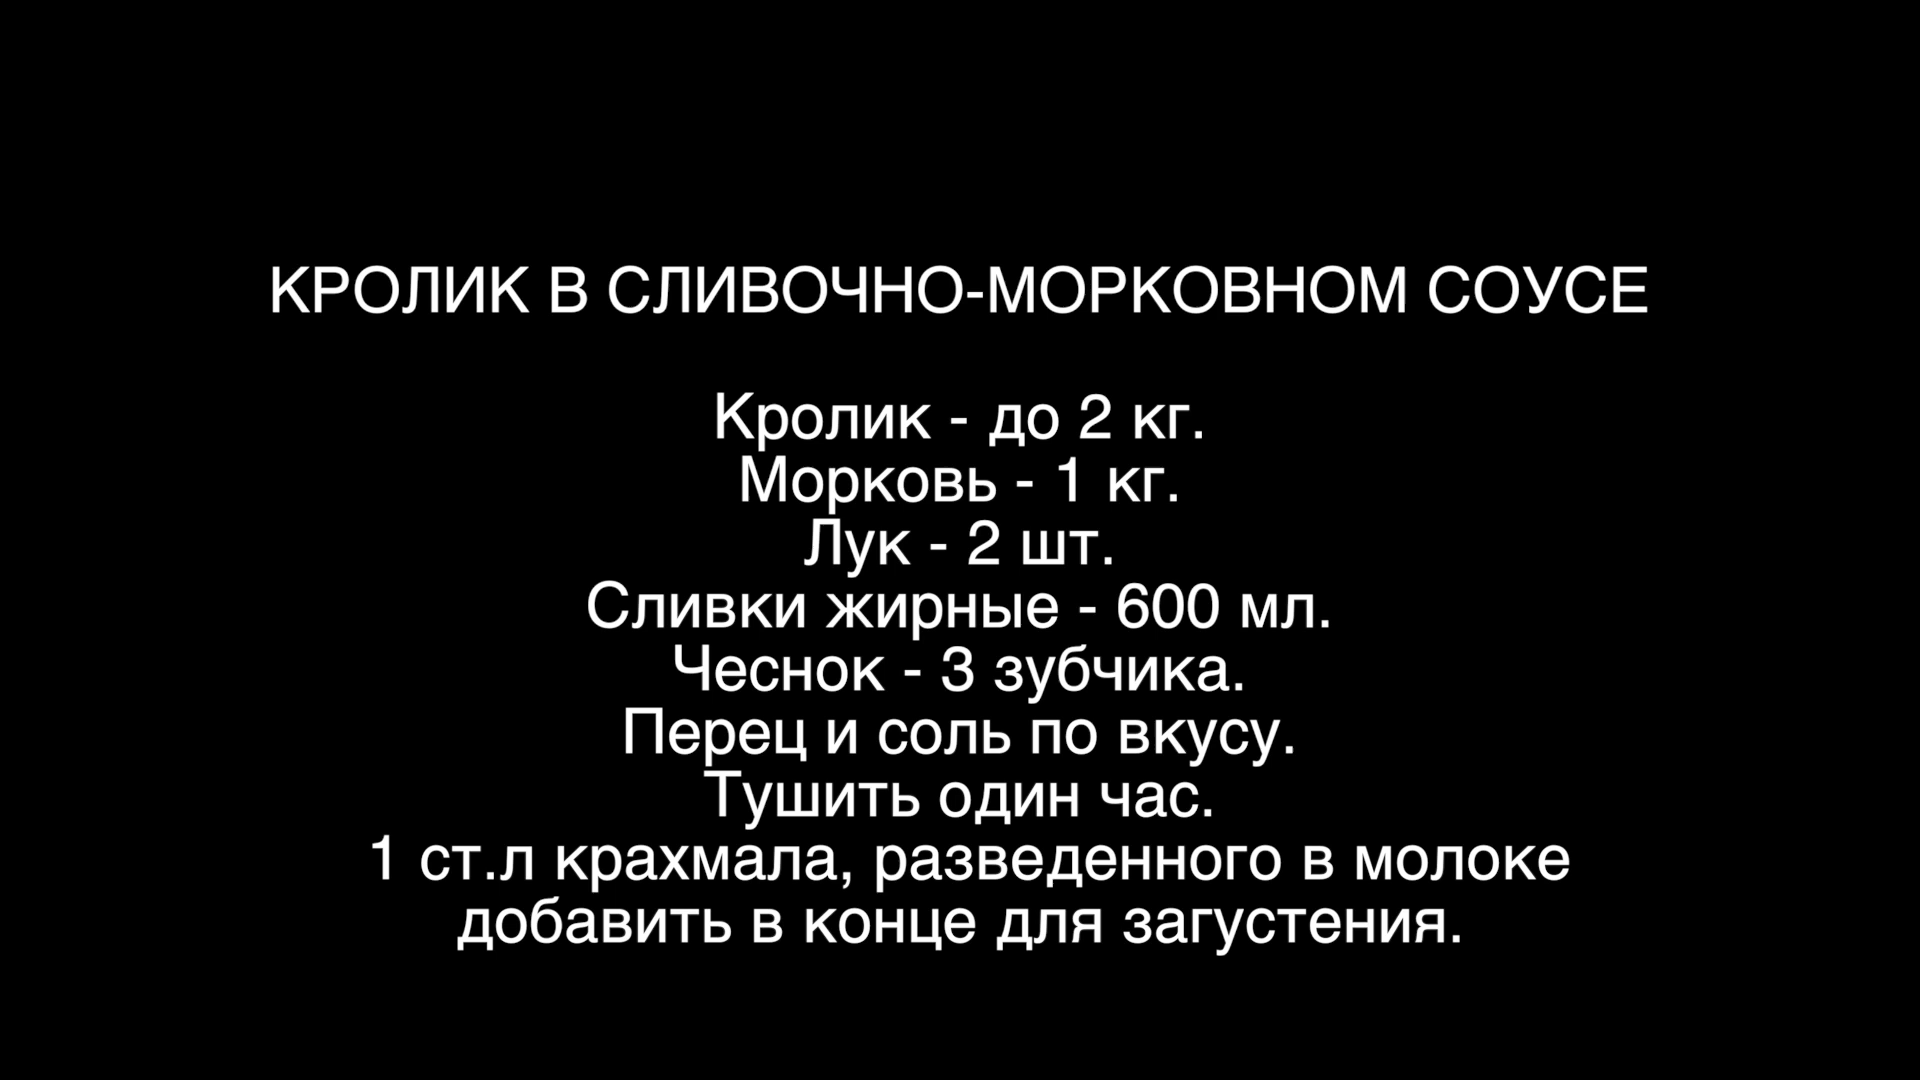 КРОЛИК В СЛИВОЧНО-МОРКОВНОМ СОУСЕ
Кролик - до 2 кг.
Морковь - 1 кг.
Лук - 2 шт.
Сливки жирные - 600 мл.
Чеснок - 3 зубчика.
Перец и соль по вкусу.
Тушить один час.
1 ст.л крахмала, разведенного в молоке
добавить в конце для загустения.